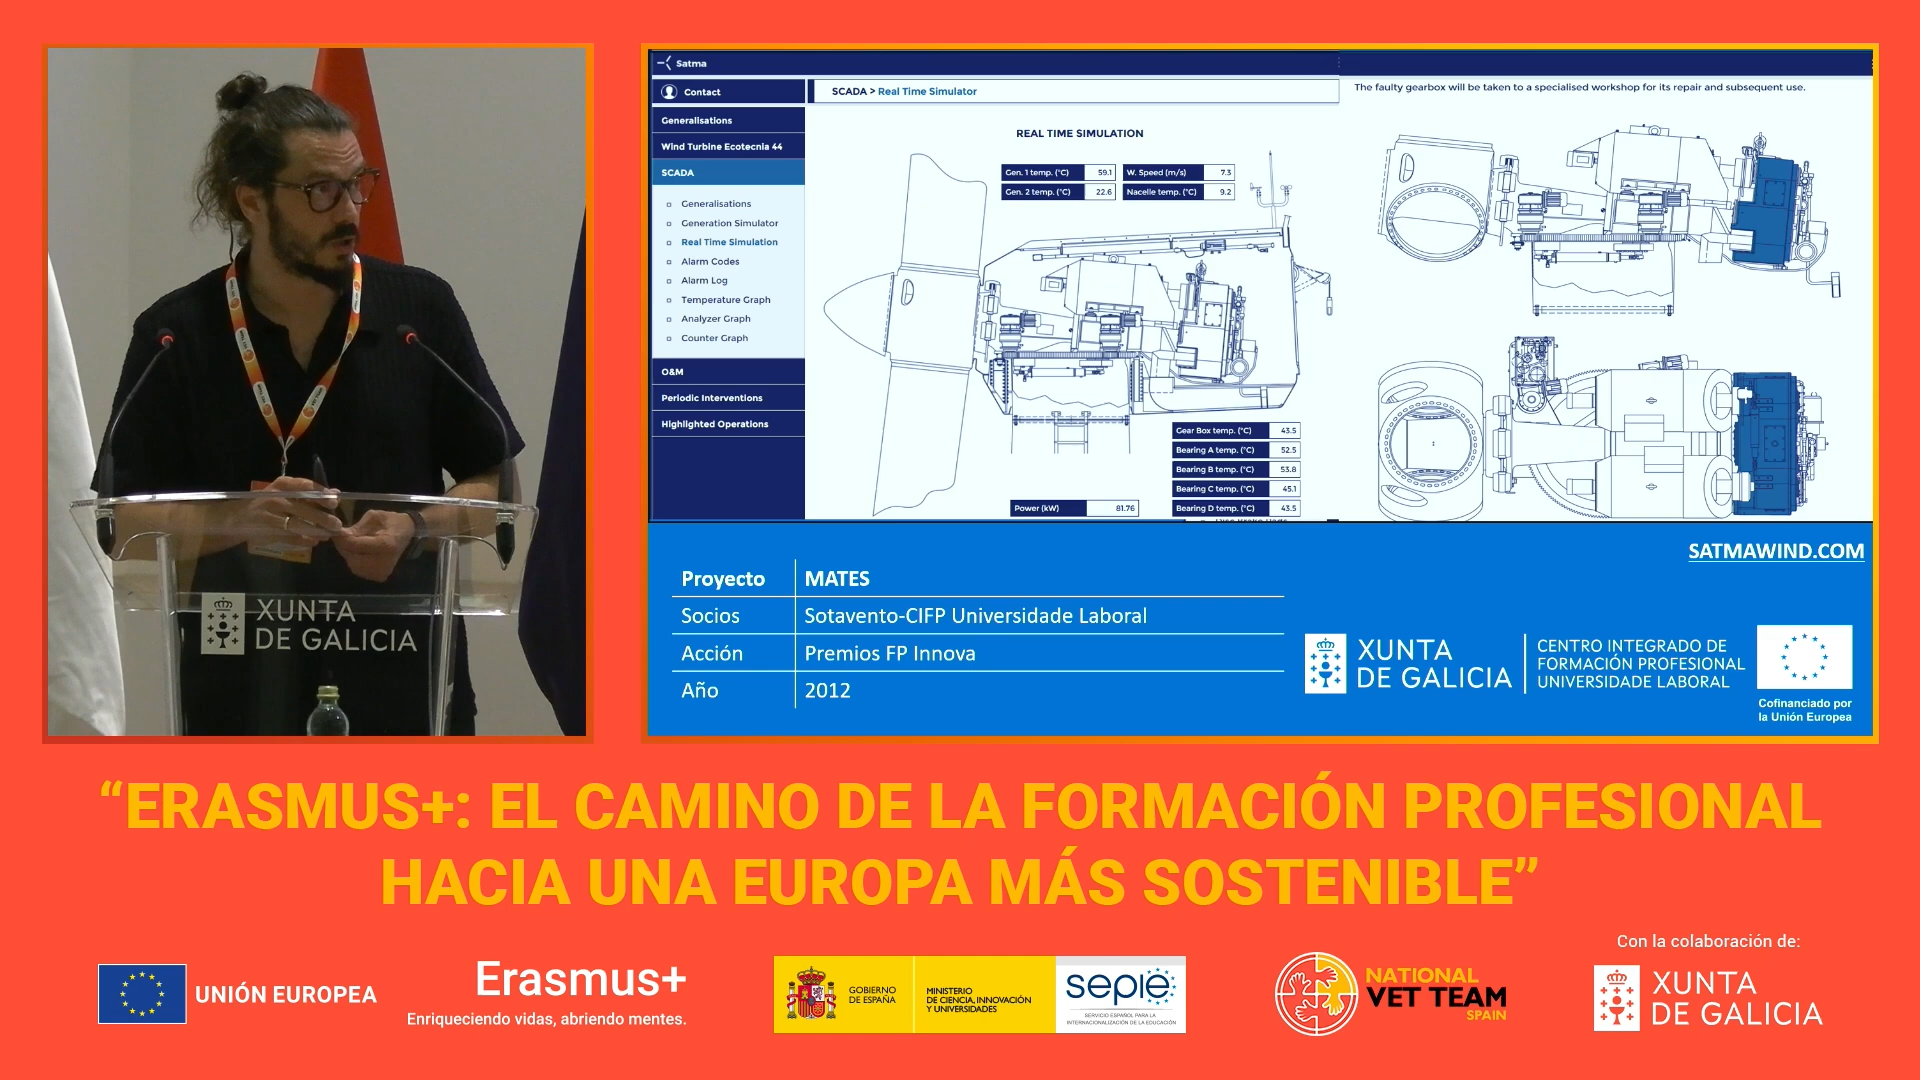 XUNTA
DE GALICIA
Satma
Contact
Generalisations
Wind Turbine Ecotecnia 44
SCADA
Generalisations
Generation Simulator
Real Time Simulation
Alarm Codes
Alarm Log
Temperature Graph
Analyzer Graph
Counter Graph
O&M
Periodic Interventions
Highlighted Operations
SCADA > Real Time Simulator
REAL TIME SIMULATION
Gen. 1 temp. (°C) 59.1 W. Speed (m/s) 7.3
Gen. 2 temp. (°C) 22.6 Nacelle temp. (°C) 9.2
Gear Box temp. (°C) 43.5
Bearing A temp. (°C) 52.5
Bearing B temp. (°C) 53.8
Bearing C temp. (°C) 45.1
Bearing D temp. (°C) 43.5
Power (kW) 81.76
The faulty gearbox will be taken to a specialised workshop for its repair and subsequent use.
SATMAWIND.COM
Proyecto MATES
Socios Sotavento-CIFP Universidade Laboral
Acción Premios FP Innova
Año 2012
XUNTA
DE GALICIA
CENTRO INTEGRADO DE
FORMACIÓN PROFESIONAL
UNIVERSIDADE LABORAL
Cofinanciado por
la Unión Europea
“ERASMUS+: EL CAMINO DE LA FORMACIÓN PROFESIONAL
HACIA UNA EUROPA MÁS SOSTENIBLE”
UNIÓN EUROPEA
Erasmus+
Enriqueciendo vidas, abriendo mentes.
GOBIERNO
DE ESPAÑA
MINISTERIO
DE CIENCIA, INNOVACIÓN
Y UNIVERSIDADES
sepie
SERVICIO ESPAÑOL PARA LA
INTERNACIONALIZACIÓN DE LA EDUCACIÓN
NATIONAL
VET TEAM
SPAIN
Con la colaboración de:
XUNTA
DE GALICIA